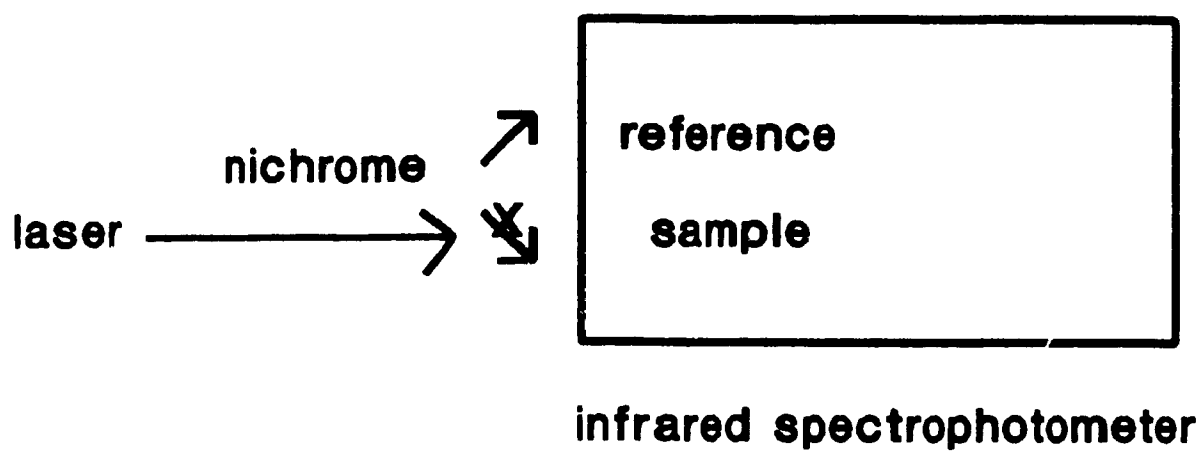 reference
nichrome
laser
sample
infrared spectrophotometer